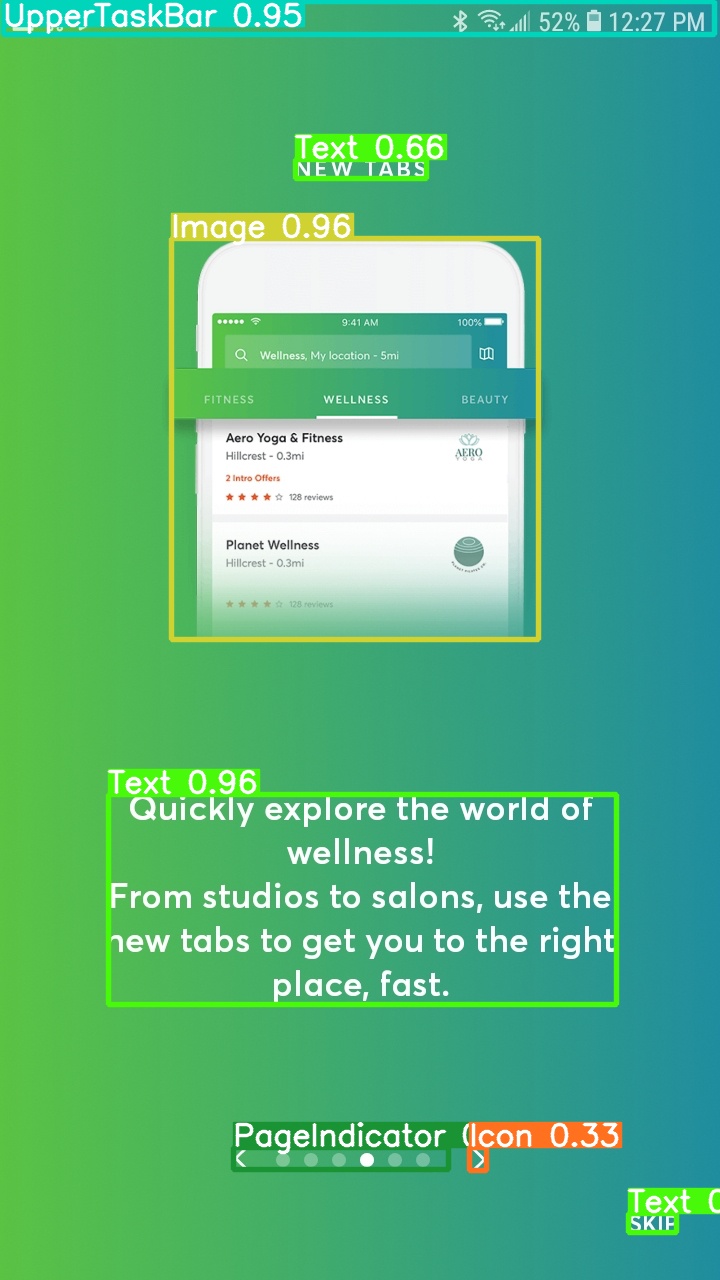 UpperTaskBar 0.95
52% 12:27 PM
Text 0.66
NEW TABS
Image 0.96
9:41 AM 100%
Wellness, My location - 5mi
FITNESS WELLNESS BEAUTY
Aero Yoga & Fitness
Hillcrest - 0.3mi
AERO
YOGA
2 Intro Offers
128 reviews
Planet Wellness
Hillcrest - 0.3mi
128 reviews
Text 0.96
Quickly explore the world of
wellness!
From studios to salons, use the
new tabs to get you to the right
place, fast.
PageIndicator
Icon 0.33
Text
SKIP